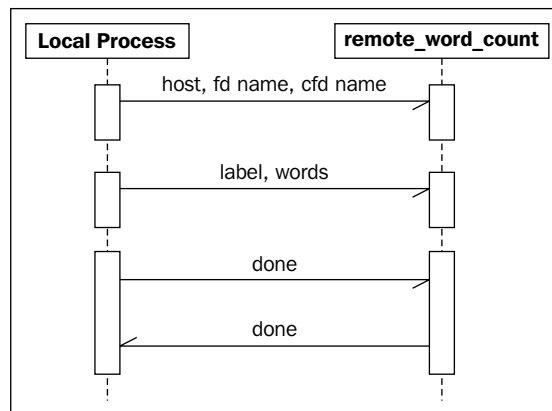 Local Process
remote_word_count
host, fd name, cfd name
label, words
done
done